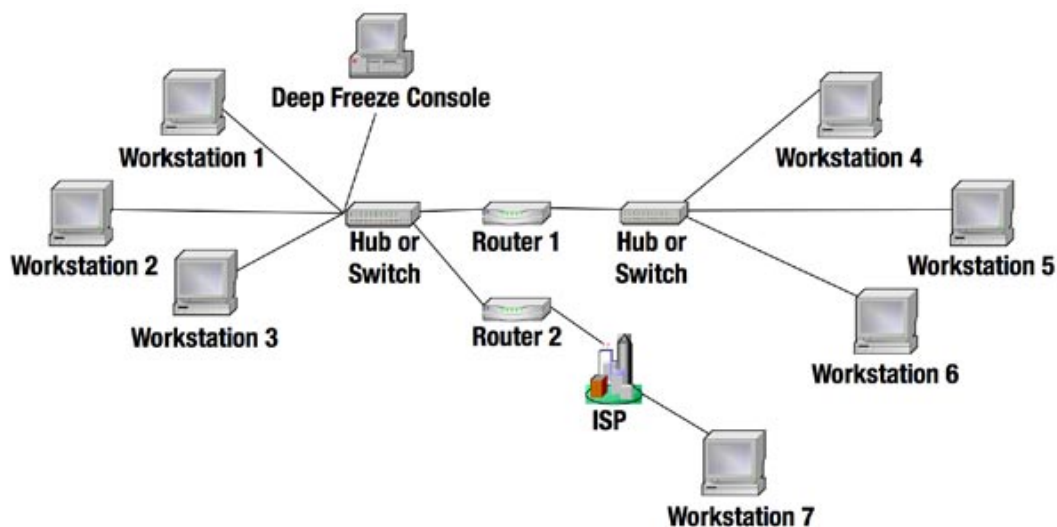 Deep Freeze Console
Workstation 1
Workstation 4
Workstation 2
Hub or
Switch
Router 1
Hub or
Switch
Workstation 5
Workstation 3
Router 2
Workstation 6
ISP
Workstation 7